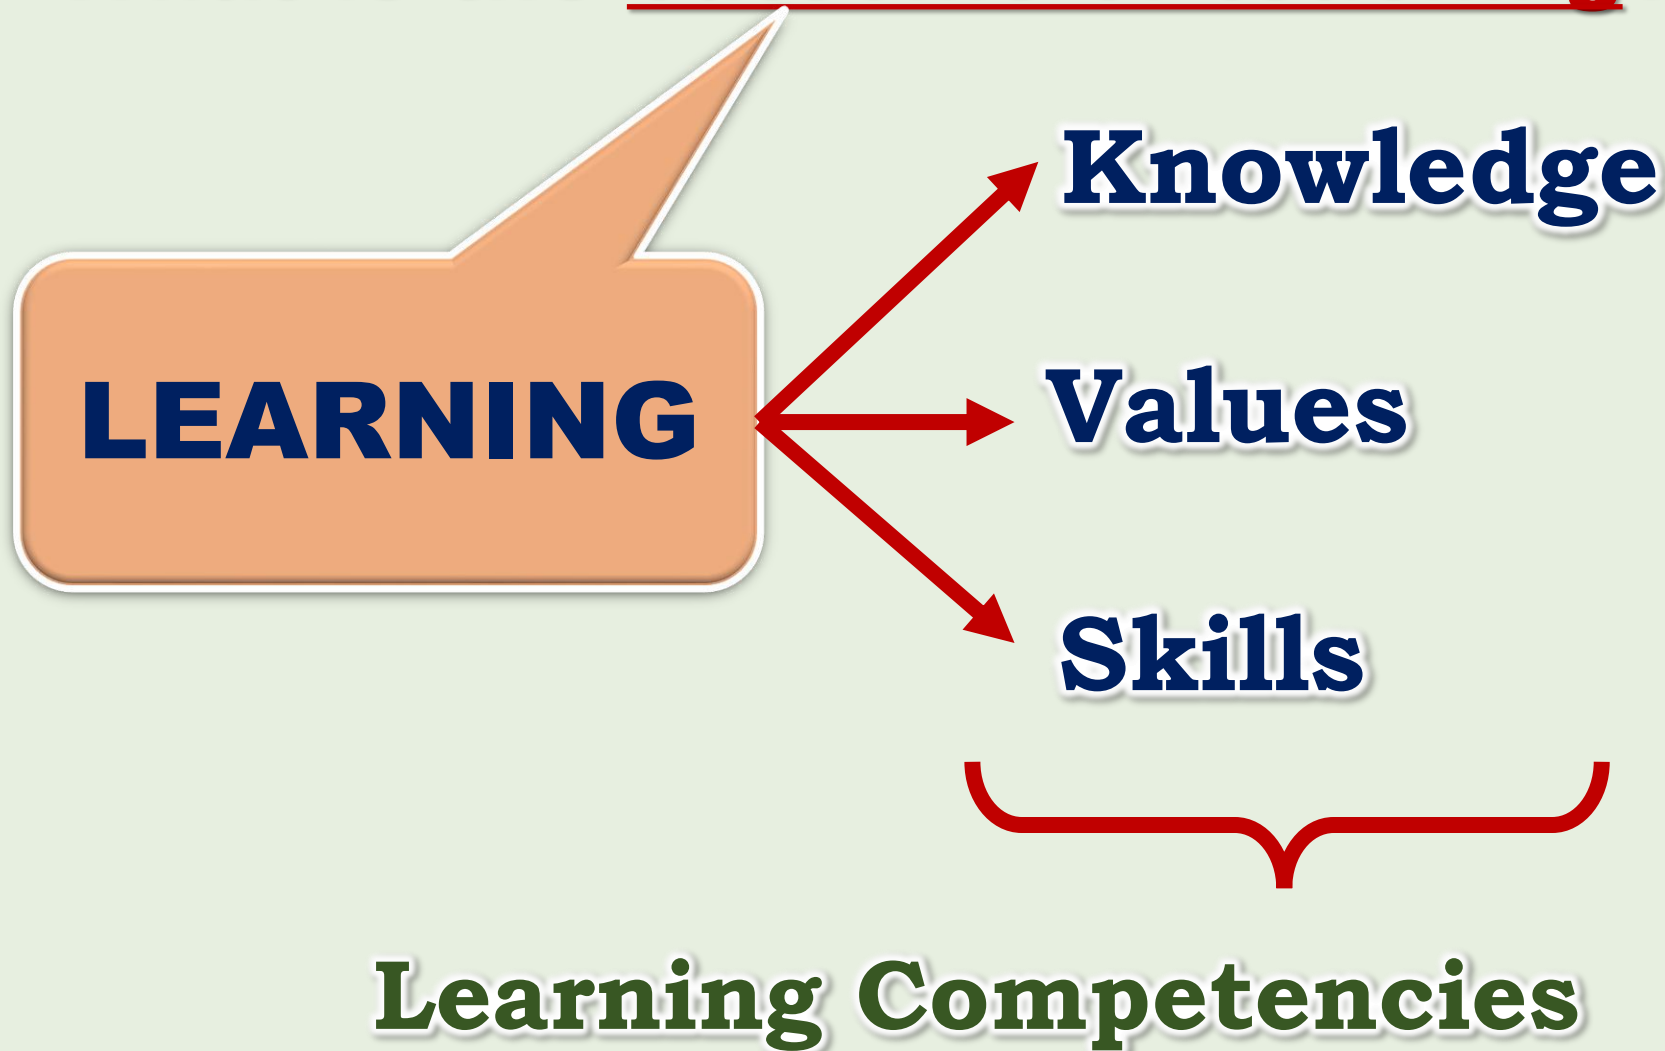 Knowledge
LEARNING
Values
Skills
Learning Competencies